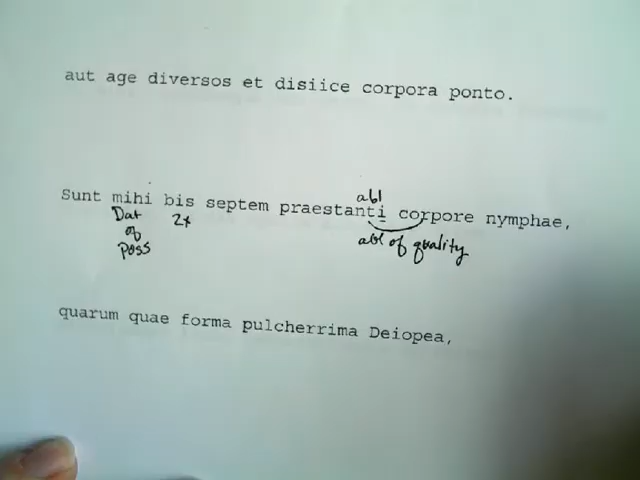 aut age diversos et disiice corpora ponto.
abl
Sunt mihi bis septem praestanti corpore nymphae,
Dat 2x
of
poss
abl of quality
quarum quae forma pulcherrima Deiopea,